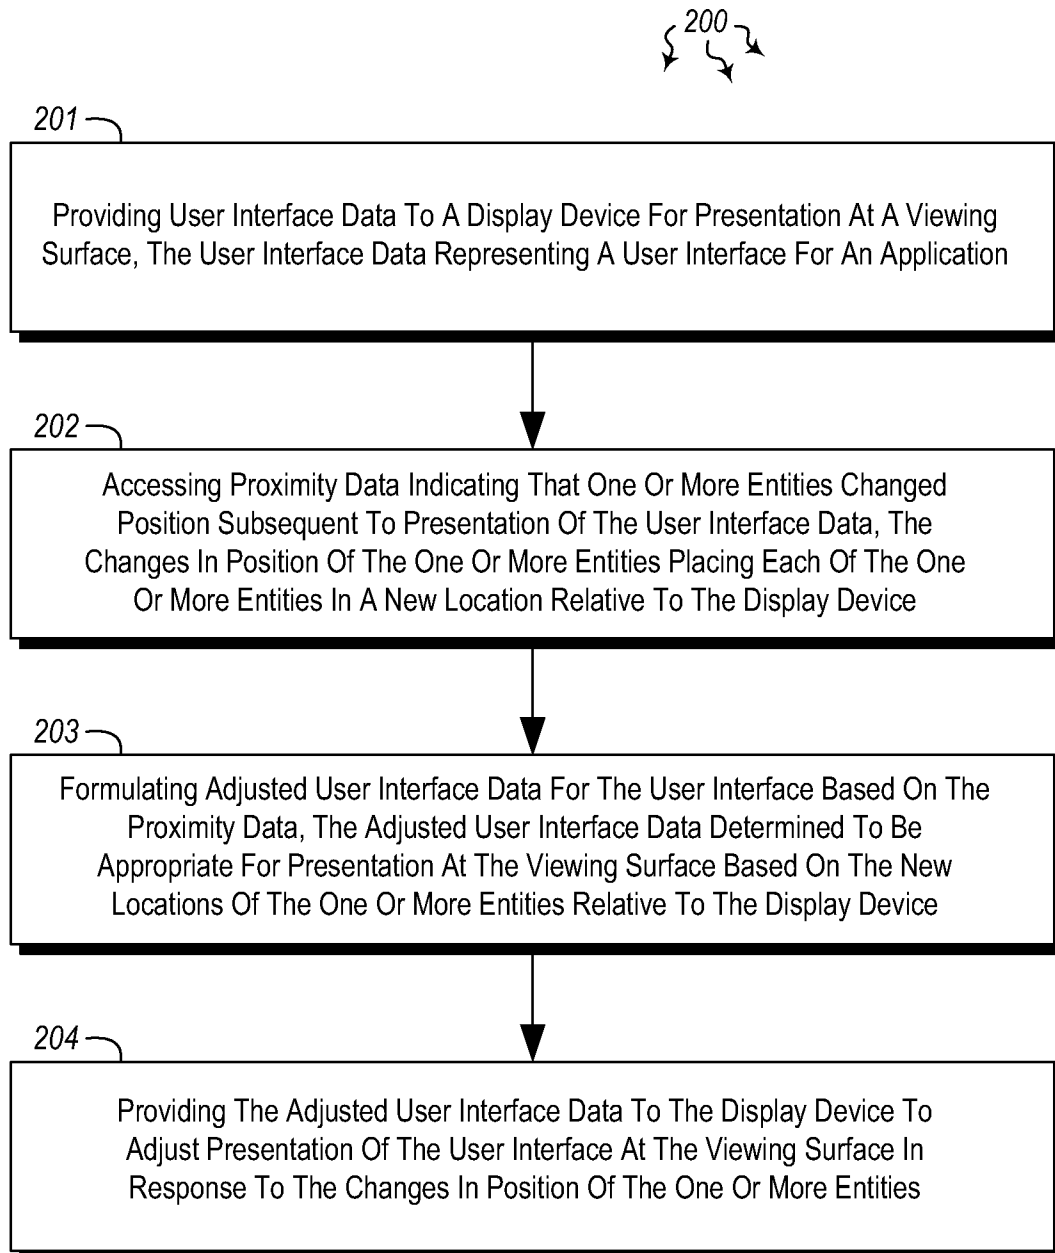 200
201
Providing User Interface Data To A Display Device For Presentation At A Viewing
Surface, The User Interface Data Representing A User Interface For An Application
202
Accessing Proximity Data Indicating That One Or More Entities Changed
Position Subsequent To Presentation Of The User Interface Data, The
Changes In Position Of The One Or More Entities Placing Each Of The One
Or More Entities In A New Location Relative To The Display Device
203
Formulating Adjusted User Interface Data For The User Interface Based On The
Proximity Data, The Adjusted User Interface Data Determined To Be
Appropriate For Presentation At The Viewing Surface Based On The New
Locations Of The One Or More Entities Relative To The Display Device
204
Providing The Adjusted User Interface Data To The Display Device To
Adjust Presentation Of The User Interface At The Viewing Surface In
Response To The Changes In Position Of The One Or More Entities